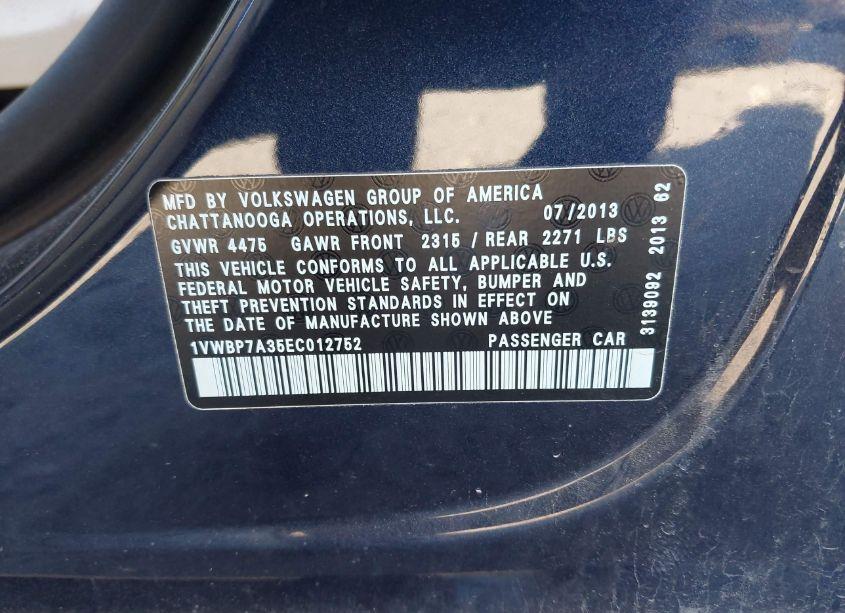 MFD BY VOLKSWAGEN GROUP OF AMERICA
CHATTANOOGA OPERATIONS, LLC. 07/2013
GVWR 4475 GAWR FRONT 2315 / REAR 2271 LBS
THIS VEHICLE CONFORMS TO ALL APPLICABLE U.S.
FEDERAL MOTOR VEHICLE SAFETY, BUMPER AND
THEFT PREVENTION STANDARDS IN EFFECT ON
THE DATE OF MANUFACTURE SHOWN ABOVE
1VWBP7A35EC012752 PASSENGER CAR
3139092 2013 62